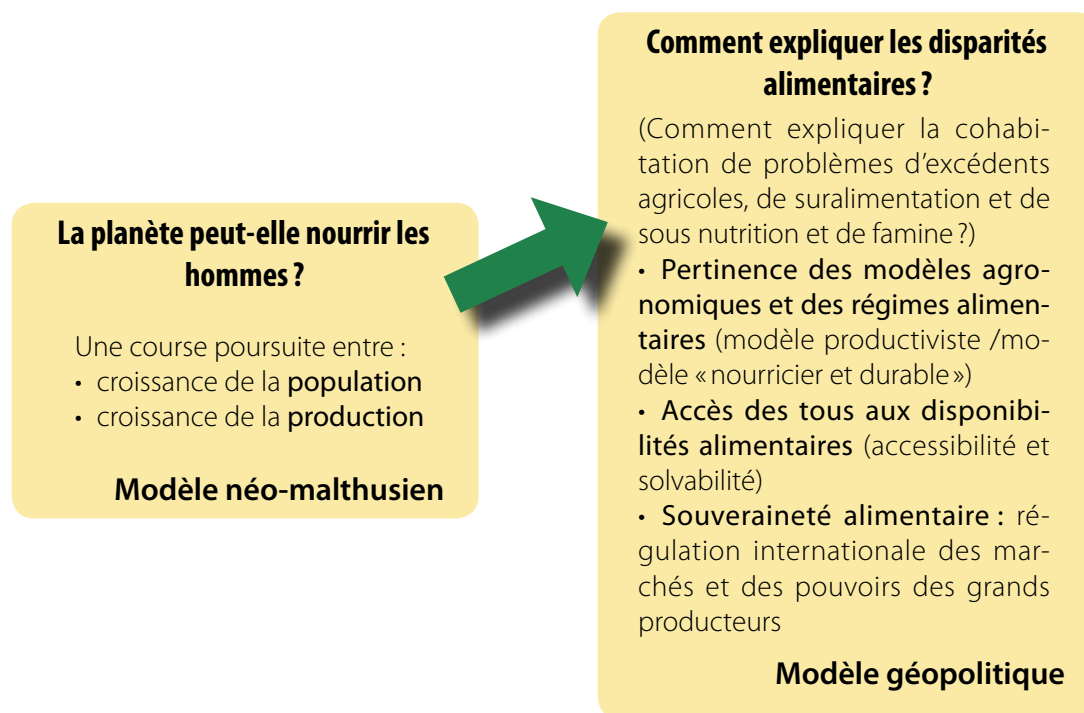 La planète peut-elle nourrir les
hommes ?
Une course poursuite entre :
• croissance de la population
• croissance de la production
Modèle néo-malthusien
Comment expliquer les disparités
alimentaires ?
(Comment expliquer la cohabi-
tation de problèmes d'excédents
agricoles, de suralimentation et de
sous nutrition et de famine ?)
• Pertinence des modèles agro-
nomiques et des régimes alimen-
taires (modèle productiviste /mo-
dèle « nourricier et durable »)
• Accès des tous aux disponibi-
lités alimentaires (accessibilité et
solvabilité)
• Souveraineté alimentaire : ré-
gulation internationale des mar-
chés et des pouvoirs des grands
producteurs
Modèle géopolitique